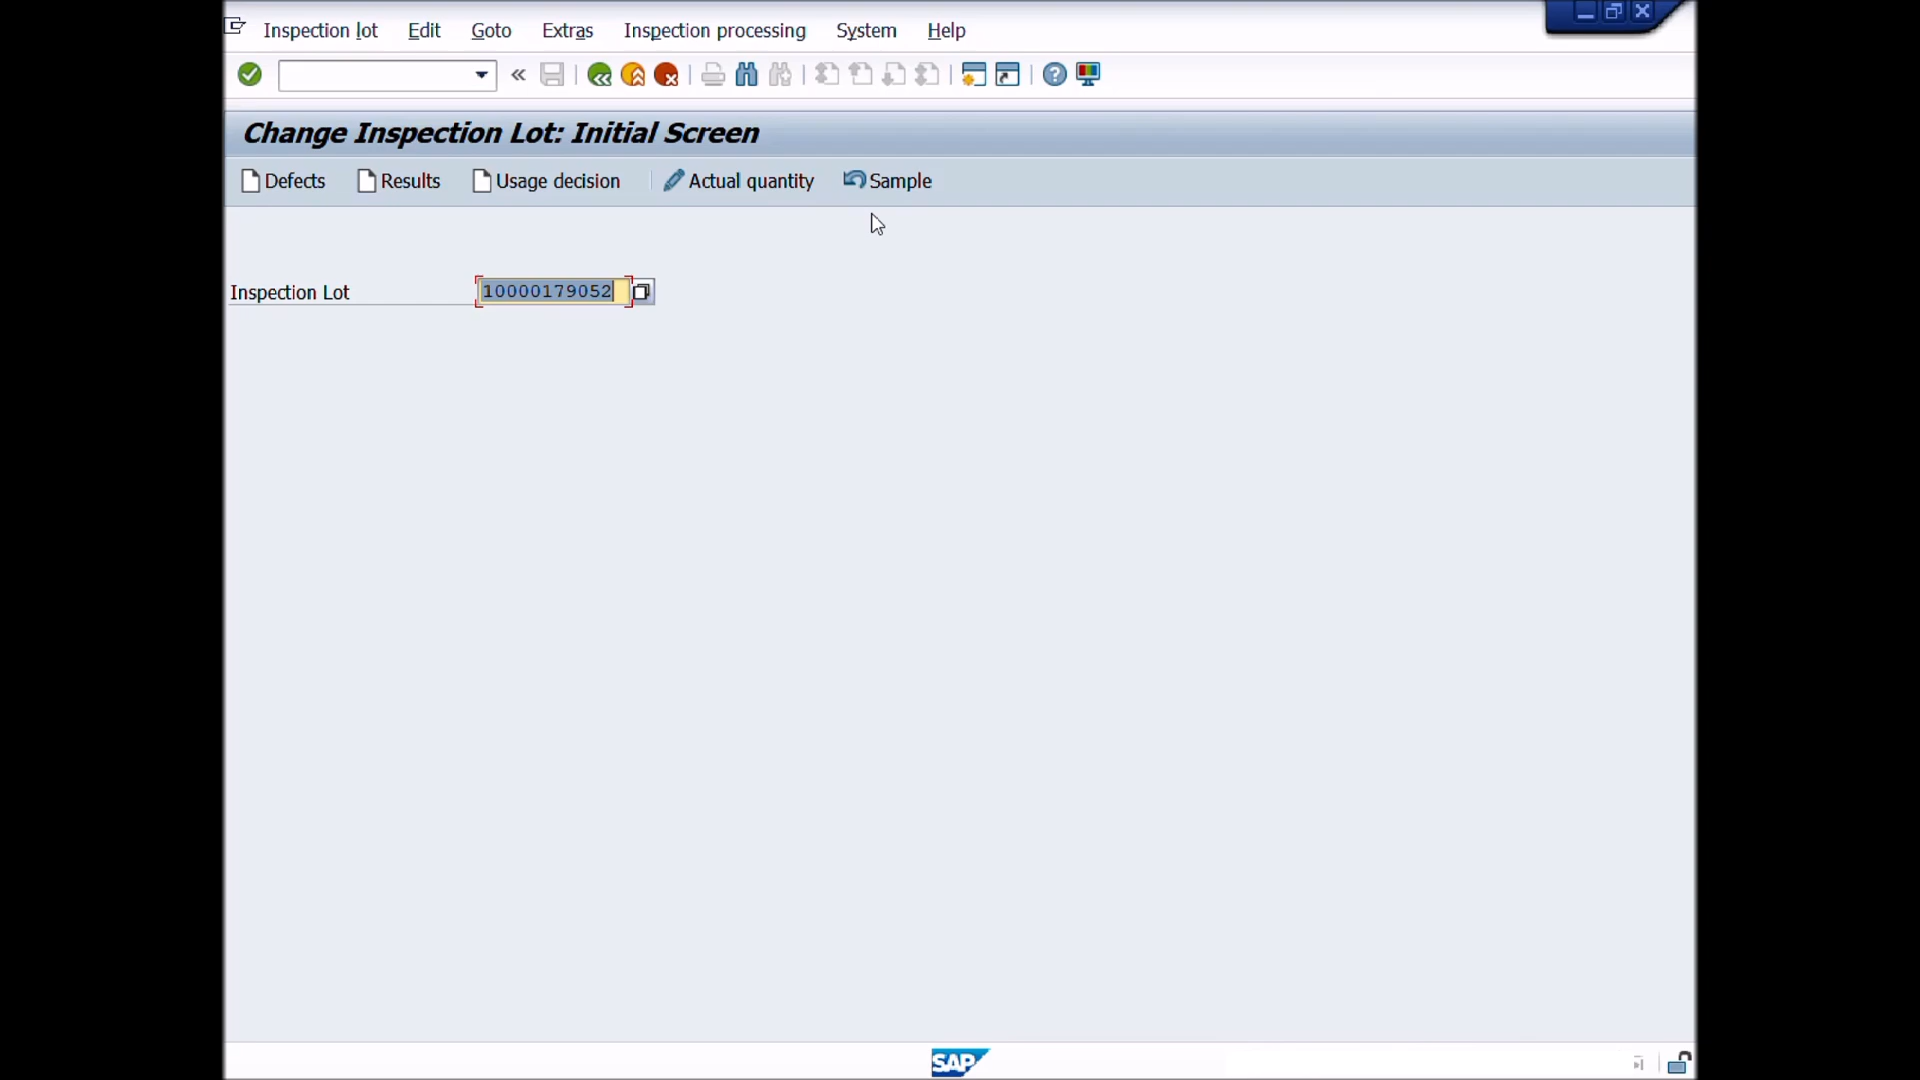 Inspection lot Edit Goto Extras Inspection processing System Help
Change Inspection Lot: Initial Screen
Defects Results Usage decision Actual quantity Sample
Inspection Lot 10000179052
SAP